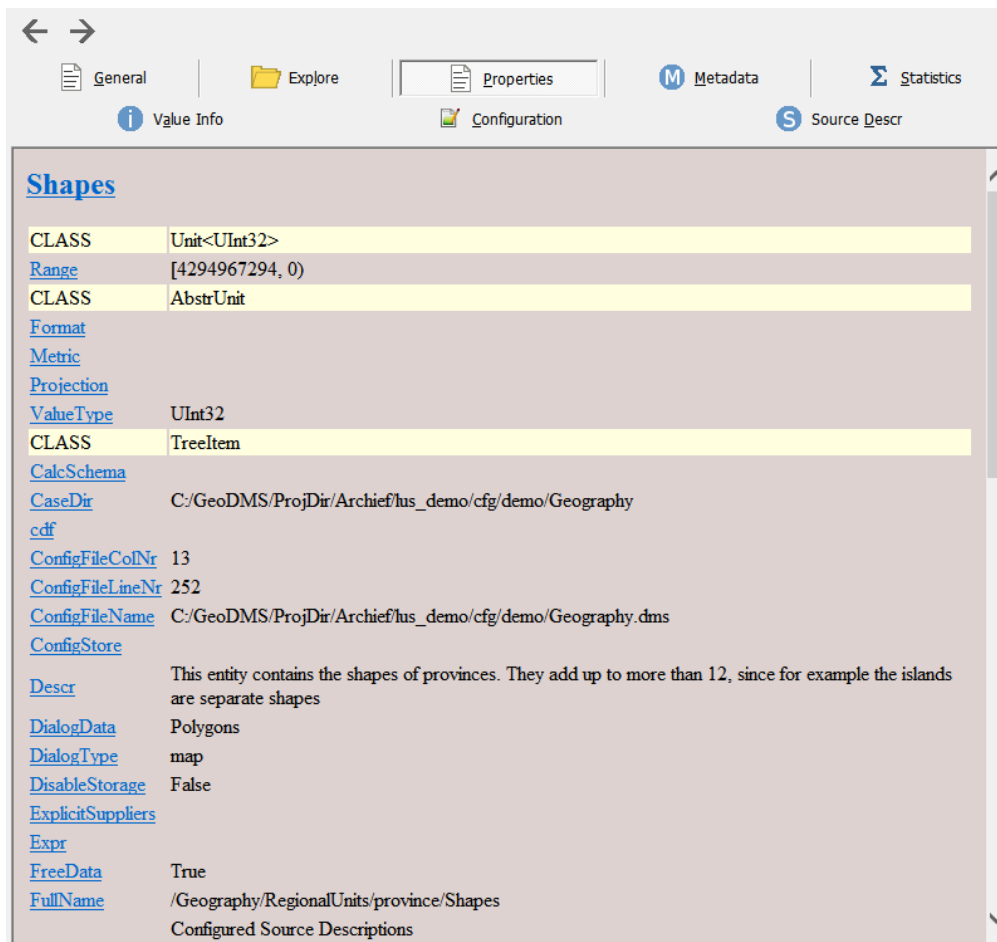 General Explore Properties M Metadata Σ Statistics
i Value Info Configuration S Source Descr
Shapes
CLASS Unit<UInt32>
Range [4294967294, 0)
CLASS AbstrUnit
Format
Metric
Projection
ValueType UInt32
CLASS TreeItem
CalcSchema
CaseDir C:/GeoDMS/ProjDir/Archief/lus_demo/cfg/demo/Geography
cdf
ConfigFileColNr 13
ConfigFileLineNr 252
ConfigFileName C:/GeoDMS/ProjDir/Archief/lus_demo/cfg/demo/Geography.dms
ConfigStore
Descr This entity contains the shapes of provinces. They add up to more than 12, since for example the islands
are separate shapes
DialogData Polygons
DialogType map
DisableStorage False
ExplicitSuppliers
Expr
FreeData True
FullName /Geography/RegionalUnits/province/Shapes
Configured Source Descriptions